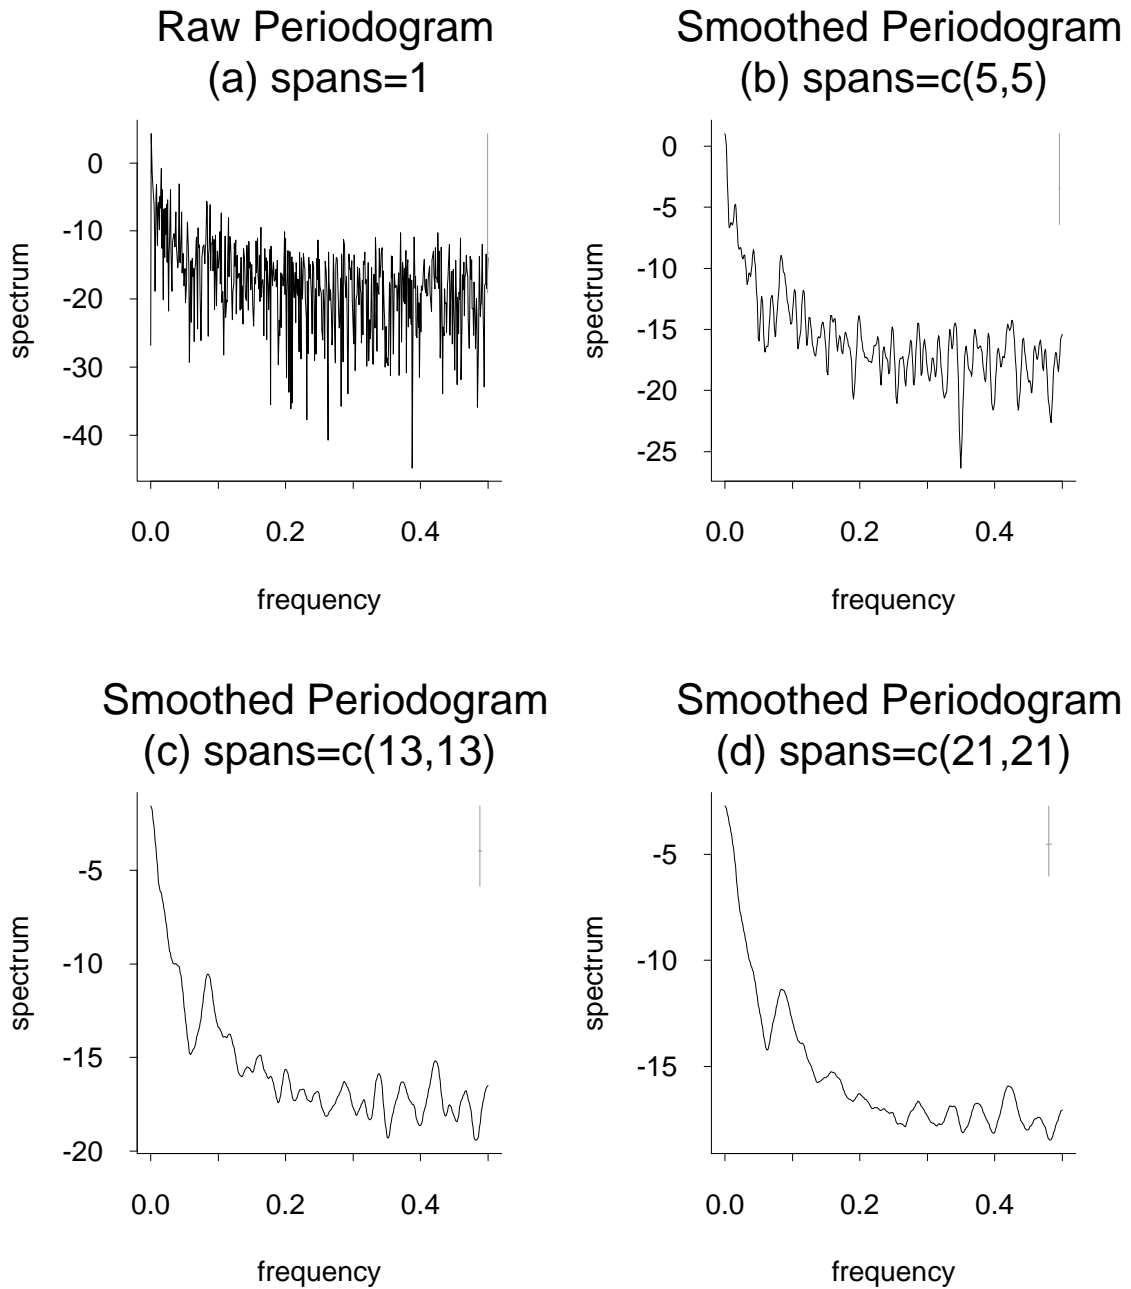 Raw Periodogram
(a) spans=1
0
-10
-20
-30
-40
spectrum
0.0 0.2 0.4
frequency
Smoothed Periodogram
(b) spans=c(5,5)
0
-5
-10
-15
-20
-25
spectrum
0.0 0.2 0.4
frequency
Smoothed Periodogram
(c) spans=c(13,13)
-5
-10
-15
-20
spectrum
0.0 0.2 0.4
frequency
Smoothed Periodogram
(d) spans=c(21,21)
-5
-10
-15
spectrum
0.0 0.2 0.4
frequency